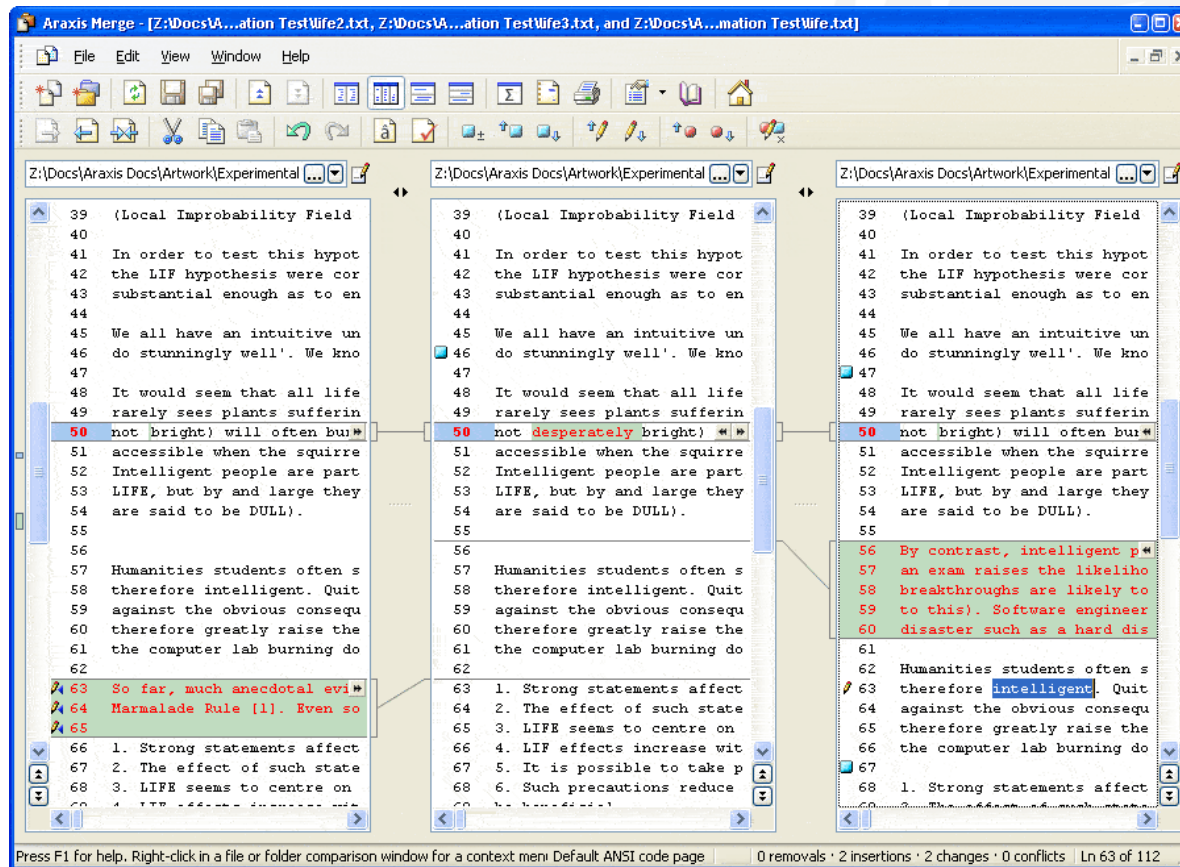 Araxis Merge - [Z:\Docs\A...ation Test\life2.txt, Z:\Docs\A...ation Test\life3.txt, and Z:\Docs\A...mation Test\life.txt]
File Edit View Window Help
Z:\Docs\Araxis Docs\Artwork\Experimental ...
39 (Local Improbability Field
40
41 In order to test this hypot
42 the LIF hypothesis were cor
43 substantial enough as to en
44
45 We all have an intuitive un
46 do stunningly well'. We kno
47
48 It would seem that all life
49 rarely sees plants sufferin
50 not bright) will often bu
51 accessible when the squirre
52 Intelligent people are part
53 LIFE, but by and large they
54 are said to be DULL).
55
56
57 Humanities students often s
58 therefore intelligent. Quit
59 against the obvious consequ
60 therefore greatly raise the
61 the computer lab burning do
62
63 So far, much anecdotal evi
64 Marmalade Rule [1]. Even so
65
66 1. Strong statements affect
67 2. The effect of such state
68 3. LIFE seems to centre on
Z:\Docs\Araxis Docs\Artwork\Experimental ...
39 (Local Improbability Field
40
41 In order to test this hypot
42 the LIF hypothesis were cor
43 substantial enough as to en
44
45 We all have an intuitive un
46 do stunningly well'. We kno
47
48 It would seem that all life
49 rarely sees plants sufferin
50 not desperately bright)
51 accessible when the squirre
52 Intelligent people are part
53 LIFE, but by and large they
54 are said to be DULL).
55
56
57 Humanities students often s
58 therefore intelligent. Quit
59 against the obvious consequ
60 therefore greatly raise the
61 the computer lab burning do
62
63 1. Strong statements affect
64 2. The effect of such state
65 3. LIFE seems to centre on
66 4. LIF effects increase wit
67 5. It is possible to take p
68 6. Such precautions reduce
Z:\Docs\Araxis Docs\Artwork\Experimental ...
39 (Local Improbability Field
40
41 In order to test this hypot
42 the LIF hypothesis were cor
43 substantial enough as to en
44
45 We all have an intuitive un
46 do stunningly well'. We kno
47
48 It would seem that all life
49 rarely sees plants sufferin
50 not bright) will often bu
51 accessible when the squirre
52 Intelligent people are part
53 LIFE, but by and large they
54 are said to be DULL).
55
56 By contrast, intelligent p
57 an exam raises the likeliho
58 breakthroughs are likely to
59 to this). Software engineer
60 disaster such as a hard dis
61
62 Humanities students often s
63 therefore intelligent. Quit
64 against the obvious consequ
65 therefore greatly raise the
66 the computer lab burning do
67
68 1. Strong statements affect
Press F1 for help. Right-click in a file or folder comparison window for a context men Default ANSI code page 0 removals · 2 insertions · 2 changes · 0 conflicts Ln 63 of 112